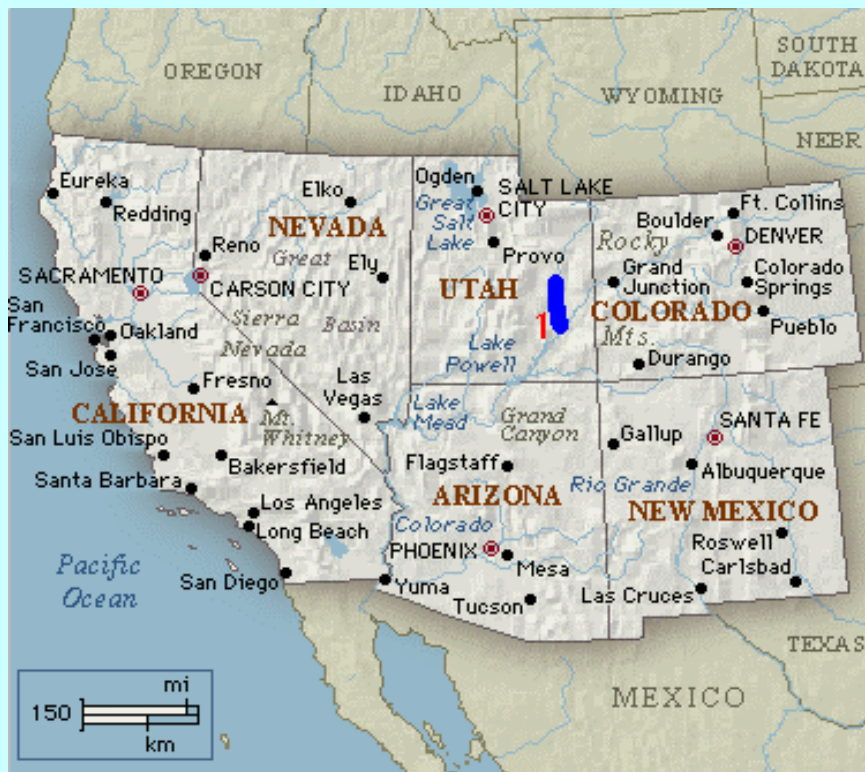 SOUTH
DAKOTA
OREGON
IDAHO
WYOMING
NEBR
Eureka
Redding
Elko
NEVADA
Ogden
SALT LAKE
CITY
Great
Salt
Lake
Provo
Ft. Collins
Boulder
DENVER
Rocky
Reno
Great
Ely
SACRAMENTO
CARSON CITY
UTAH
Grand
Junction
Colorado
Springs
COLORADO
San
Francisco
Oakland
Sierra
Nevada
Basin
1
Pueblo
Mts.
San Jose
Lake
Powell
Durango
Fresno
Las
Vegas
CALIFORNIA
Mt.
Whitney
Lake
Mead
Grand
Canyon
SANTA FE
Gallup
San Luis Obispo
Bakersfield
Flagstaff
Albuquerque
Santa Barbara
ARIZONA
Rio Grande
Los Angeles
NEW MEXICO
Long Beach
Colorado
Roswell
PHOENIX
Mesa
Carlsbad
Pacific
Ocean
San Diego
Yuma
Tucson
Las Cruces
TEXAS
MEXICO
mi
150
km